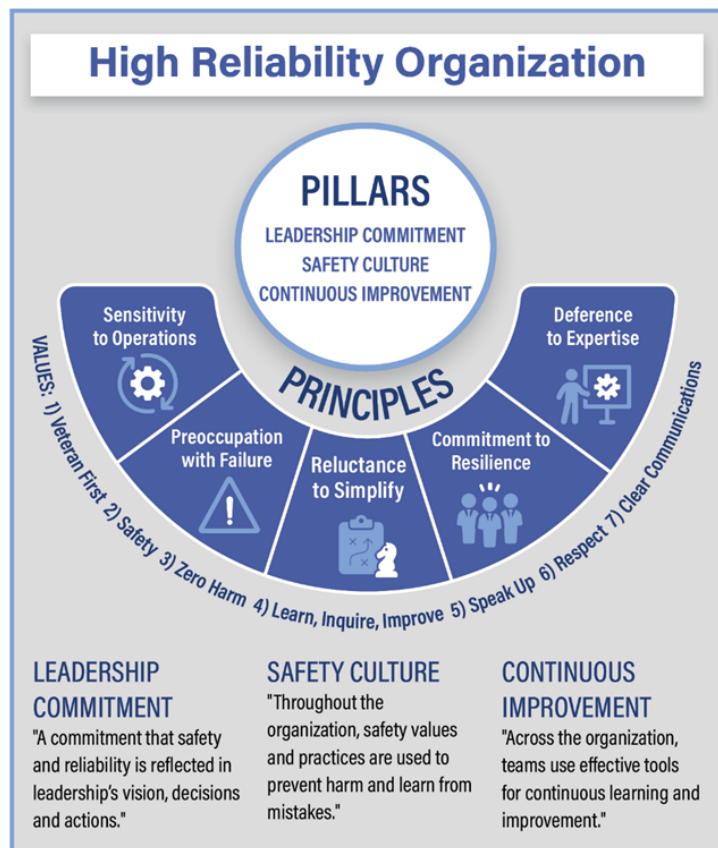 High Reliability Organization
PILLARS
LEADERSHIP COMMITMENT
SAFETY CULTURE
CONTINUOUS IMPROVEMENT
PRINCIPLES
Sensitivity
to Operations
Preoccupation
with Failure
Reluctance
to Simplify
Commitment to
Resilience
Deference
to Expertise
VALUES: 1) Veteran First 2) Safety 3) Zero Harm 4) Learn, Inquire, Improve 5) Speak Up 6) Respect 7) Clear Communications
LEADERSHIP
COMMITMENT
"A commitment that safety
and reliability is reflected in
leadership's vision, decisions
and actions."
SAFETY CULTURE
"Throughout the
organization, safety values
and practices are used to
prevent harm and learn from
mistakes."
CONTINUOUS
IMPROVEMENT
"Across the organization,
teams use effective tools
for continuous learning and
improvement."